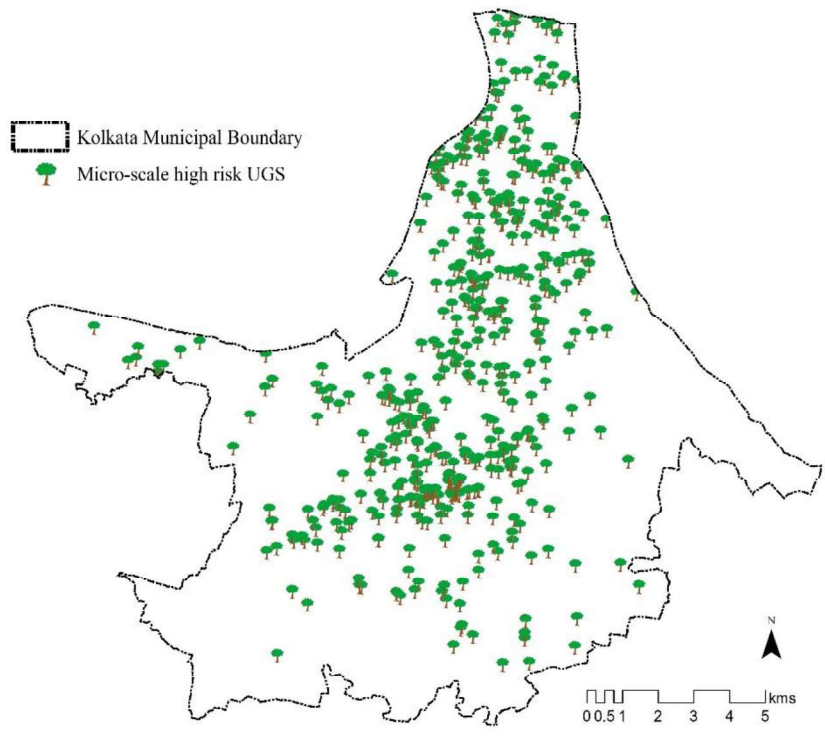 Kolkata Municipal Boundary
Micro-scale high risk UGS
N
kms
0 0.5 1 2 3 4 5